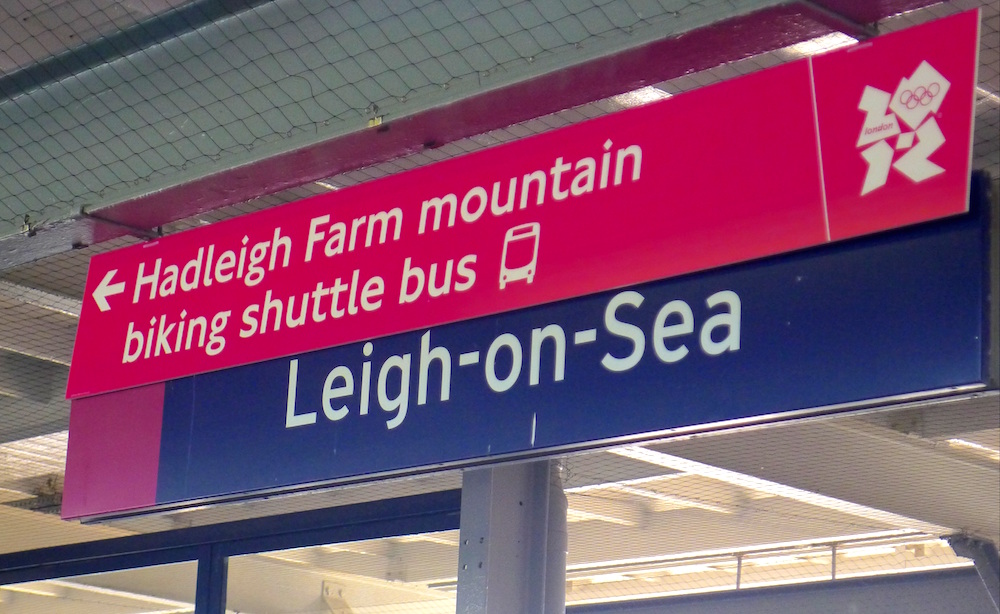 Hadleigh Farm mountain
biking shuttle bus
london
Leigh-on-Sea